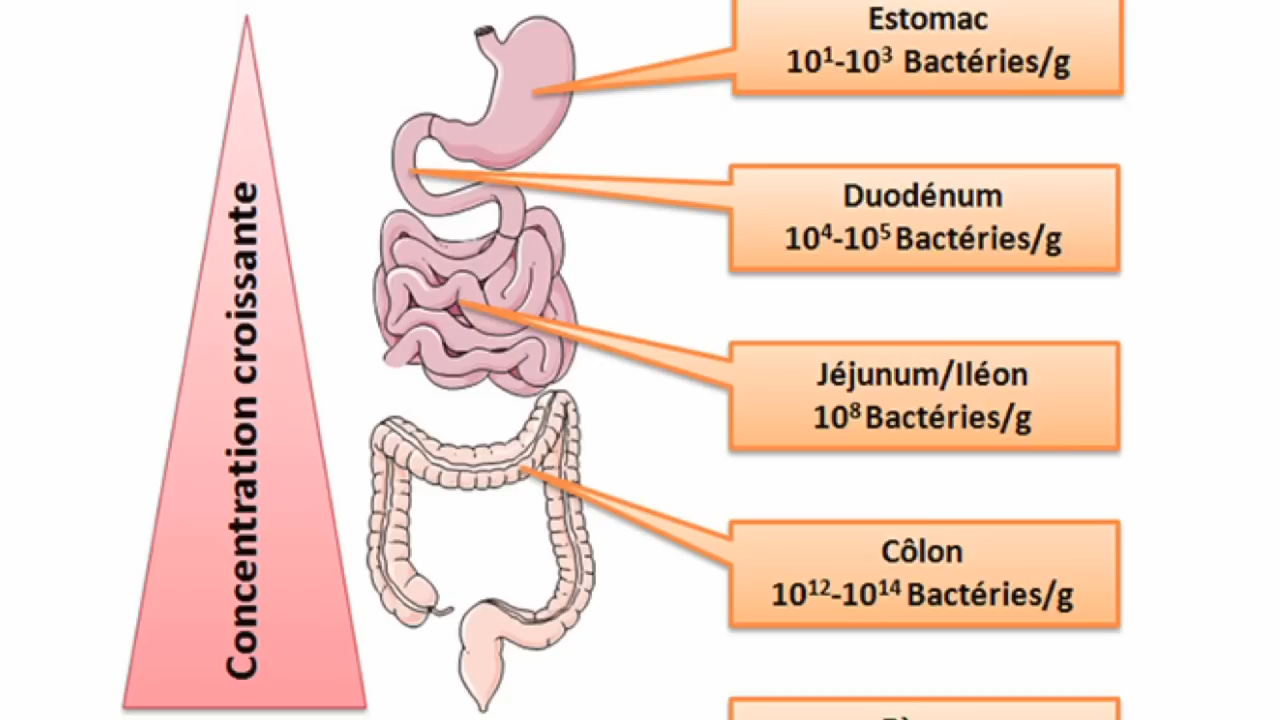 Estomac
10¹-10³ Bactéries/g
Duodénum
10⁴-10⁵ Bactéries/g
Jéjunum/Iléon
10⁸ Bactéries/g
Côlon
10¹²-10¹⁴ Bactéries/g
Concentration croissante